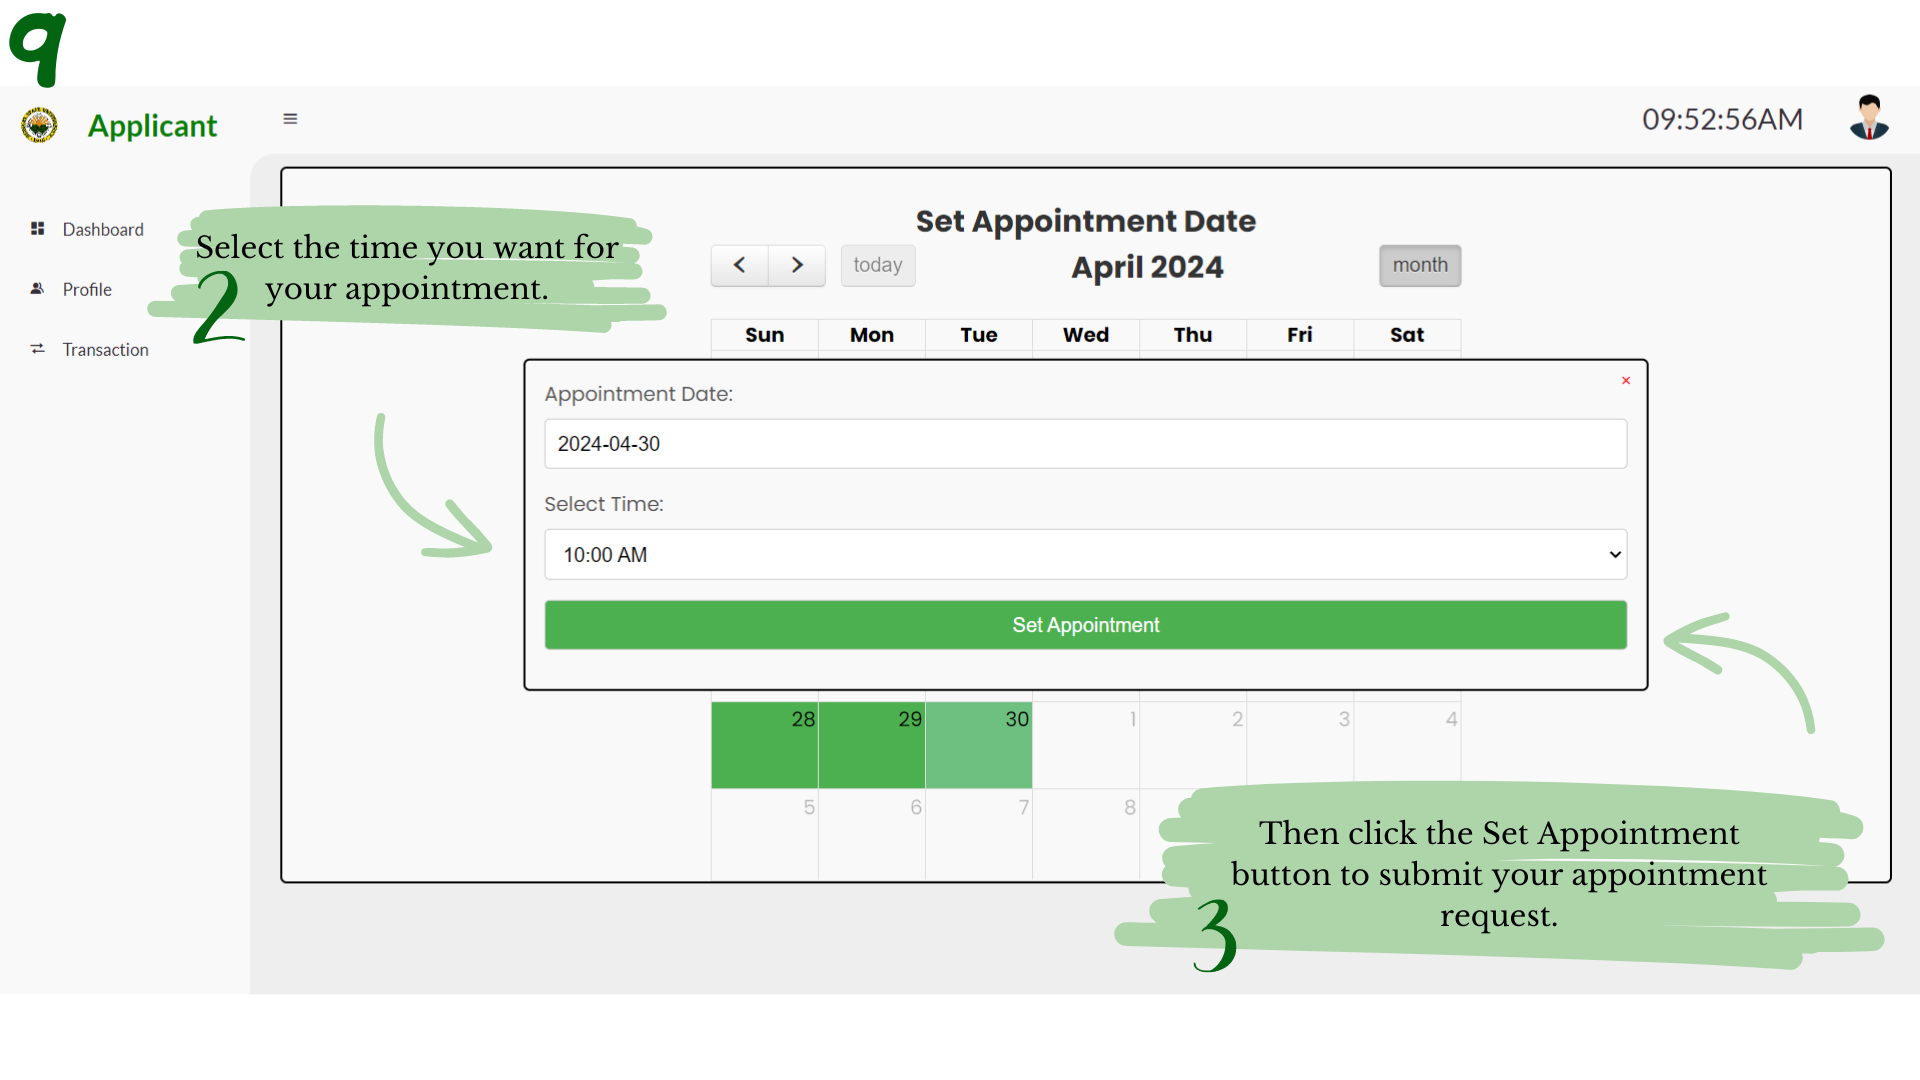 9
Applicant
09:52:56AM
Dashboard
Profile
Transaction
Select the time you want for
your appointment.
2
Set Appointment Date
today
April 2024
month
Sun Mon Tue Wed Thu Fri Sat
×
Appointment Date:
2024-04-30
Select Time:
10:00 AM
Set Appointment
28 29 30 1 2 3 4
5 6 7 8
Then click the Set Appointment
button to submit your appointment
request.
3